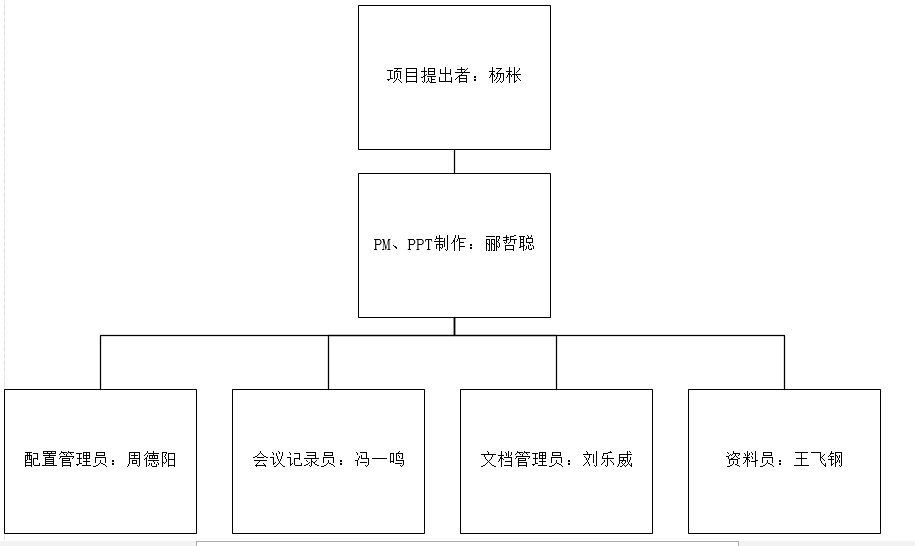 项目提出者：杨枨
PM、PPT制作：郦哲聪
配置管理员：周德阳
会议记录员：冯一鸣
文档管理员：刘乐威
资料员：王飞钢